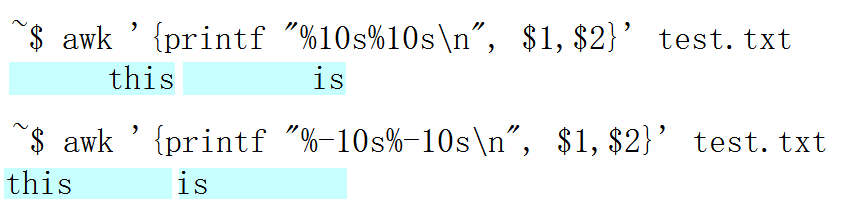 ~$ awk '{printf "%10s%10s\n", $1,$2}' test.txt
      this        is
~$ awk '{printf "%-10s%-10s\n", $1,$2}' test.txt
this      is